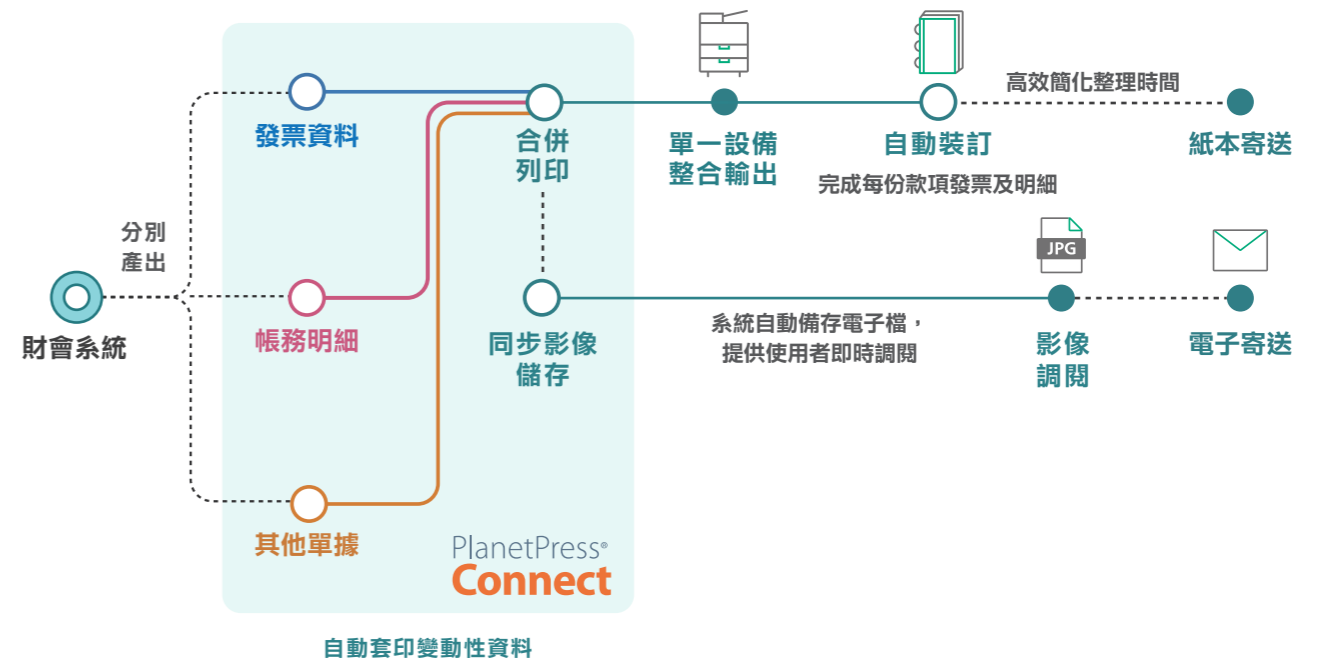 財會系統
分別
產出
發票資料
帳務明細
其他單據
合併
列印
同步影像
儲存
PlanetPress®
Connect
自動套印變動性資料
單一設備
整合輸出
自動裝訂
完成每份款項發票及明細
高效簡化整理時間
紙本寄送
系統自動備存電子檔，
提供使用者即時調閱
JPG
影像
調閱
電子寄送